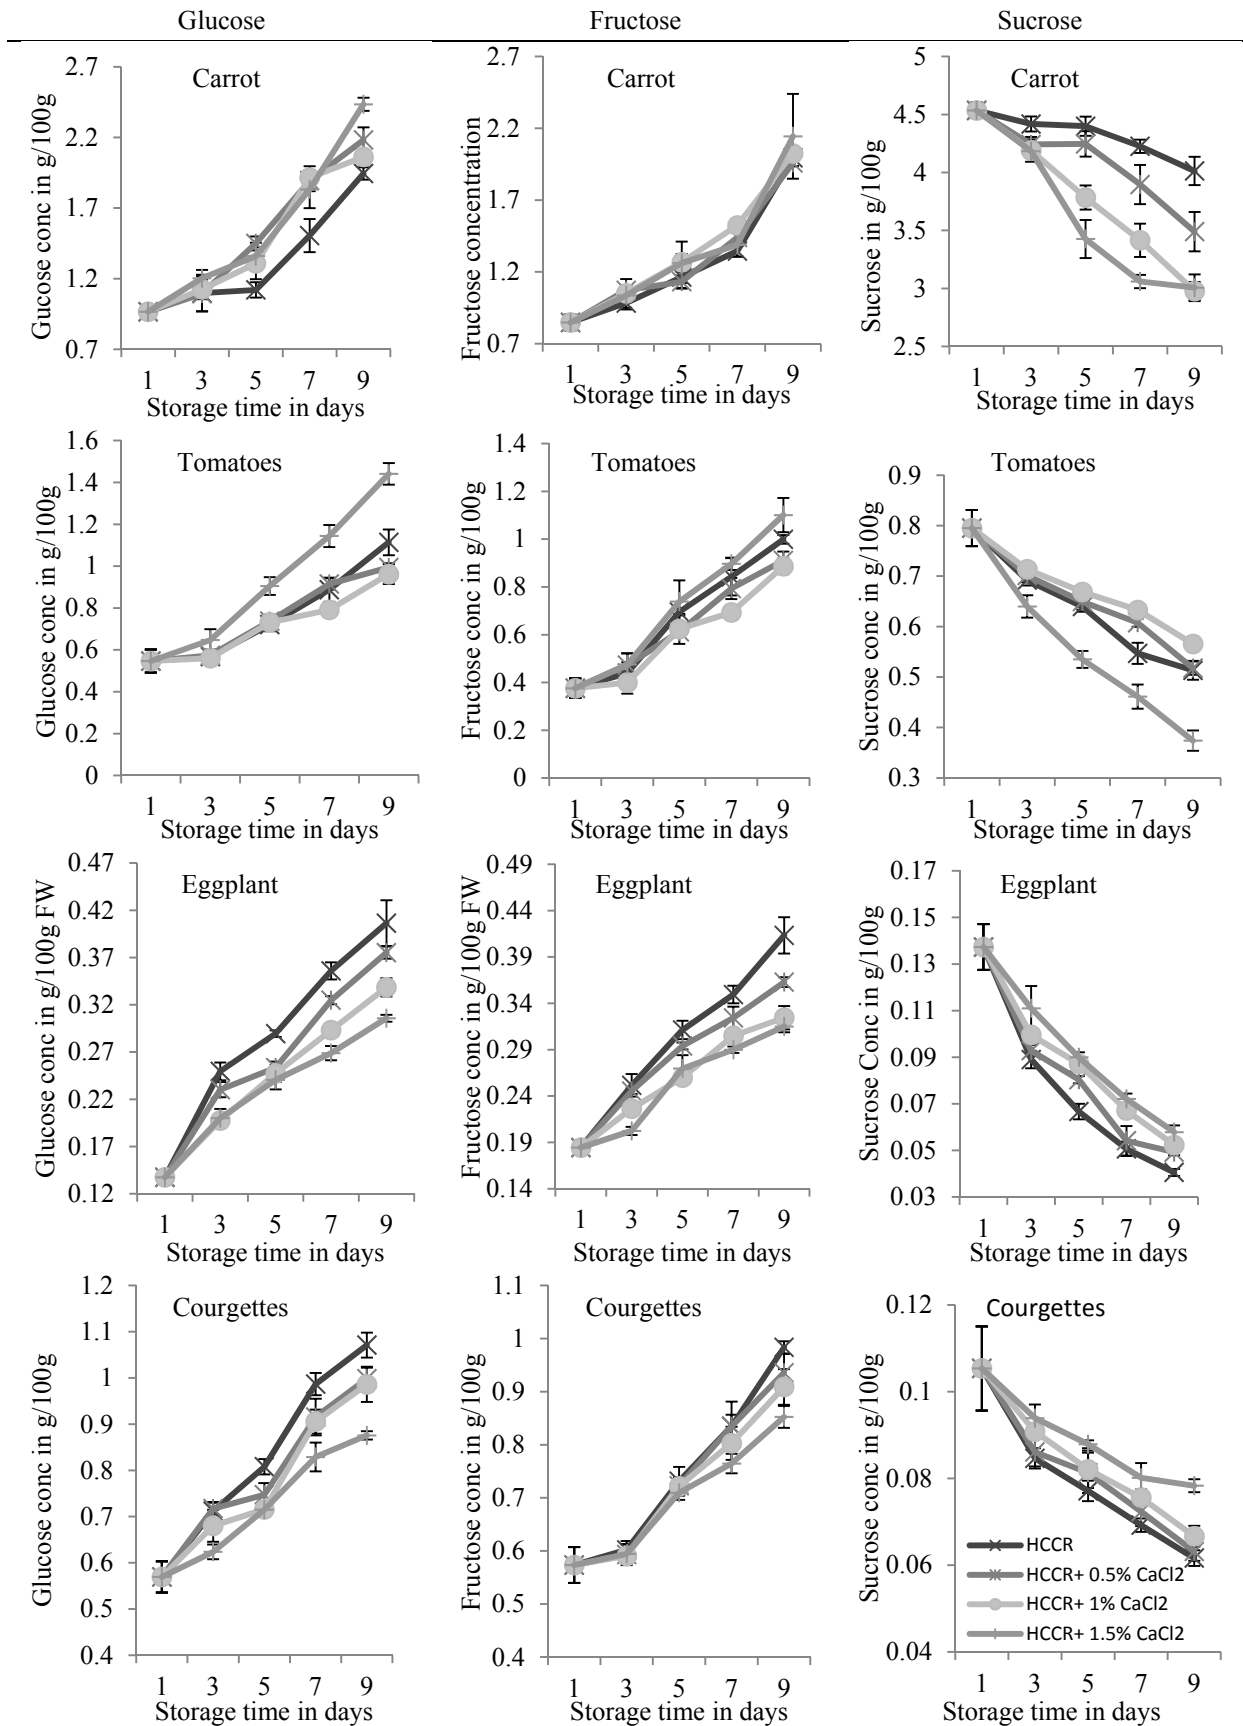 Glucose Fructose Sucrose
Carrot
Gucose conc in g/100g
2.7
2.2
1.7
1.2
0.7
1 3 5 7 9
Storage time in days
Carrot
Fructose concentration
2.7
2.2
1.7
1.2
0.7
1 3 5 7 9
Storage time in days
Carrot
Sucrose in g/100g
5
4.5
4
3.5
3
2.5
1 3 5 7 9
Storage time in days
Tomatoes
Glucose conc in g/100g
1.6
1.4
1.2
1
0.8
0.6
0.4
0.2
0
1 3 5 7 9
Storage time in days
Tomatoes
Fructose conc in g/100g
1.4
1.2
1
0.8
0.6
0.4
0.2
0
1 3 5 7 9
Storage time in days
Tomatoes
Sucrose conc in g/100g
0.9
0.8
0.7
0.6
0.5
0.4
0.3
1 3 5 7 9
Storage time in days
Eggplant
Glucose conc in g/100g FW
0.47
0.42
0.37
0.32
0.27
0.22
0.17
0.12
1 3 5 7 9
Storage time in days
Eggplant
Fructose conc in g/100g FW
0.49
0.44
0.39
0.34
0.29
0.24
0.19
0.14
1 3 5 7 9
Storage time in days
Eggplant
Sucrose Conc in g/100g
0.17
0.15
0.13
0.11
0.09
0.07
0.05
0.03
1 3 5 7 9
Storage time in days
Courgettes
Glucose conc in g/100g
1.2
1.1
1
0.9
0.8
0.7
0.6
0.5
0.4
1 3 5 7 9
Storage time in days
Courgettes
Fructose conc in g/100g
1.1
1
0.9
0.8
0.7
0.6
0.5
0.4
1 3 5 7 9
Storage time in days
Courgettes
Sucrose conc in g/100g
0.12
0.1
0.08
0.06
0.04
HCCR
HCCR+ 0.5% CaCl2
HCCR+ 1% CaCl2
HCCR+ 1.5% CaCl2
1 3 5 7 9
Storage time in days